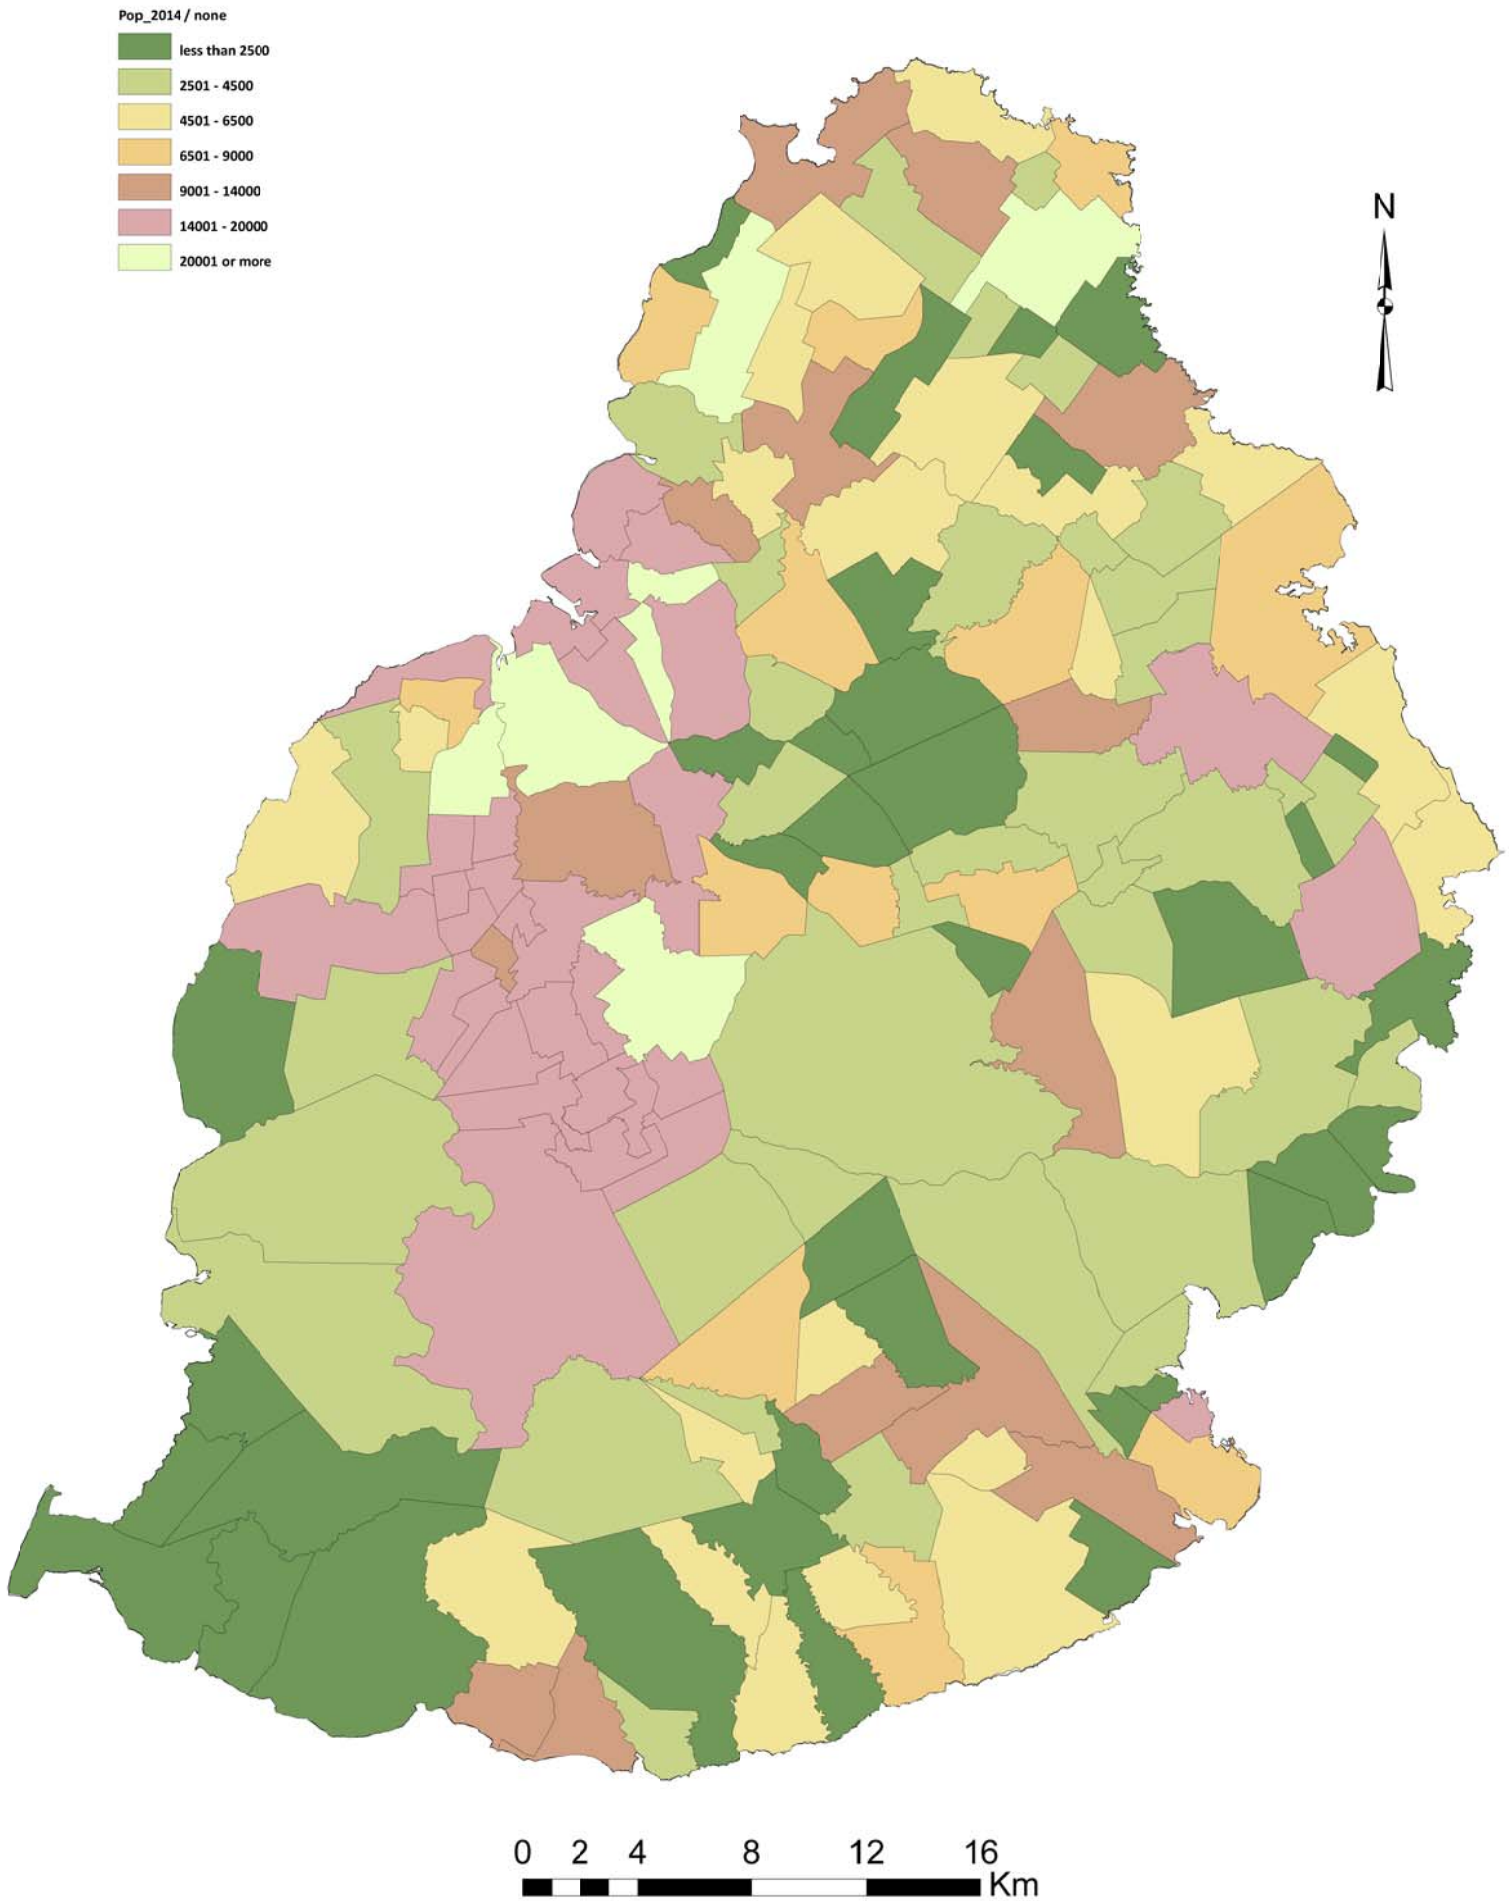 Pop_2014 / none
less than 2500
2501 - 4500
4501 - 6500
6501 - 9000
9001 - 14000
14001 - 20000
20001 or more
N
0 2 4 8 12 16
Km